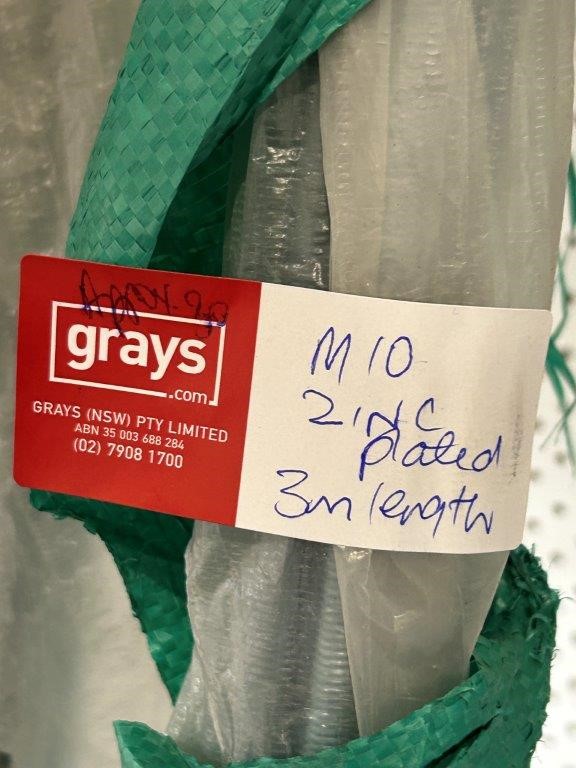 Approx. 30
grays
.com
GRAYS (NSW) PTY LIMITED
ABN 35 003 688 284
(02) 7908 1700
M10
ZINC
plated
3m length